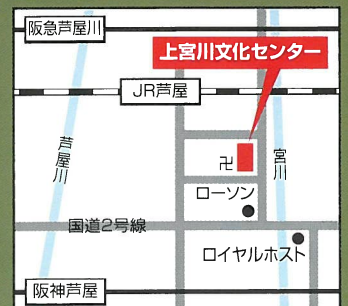 阪急芦屋川
上宮川文化センター
JR芦屋
芦屋川
宮川
卍
ローソン
国道2号線
ロイヤルホスト
阪神芦屋